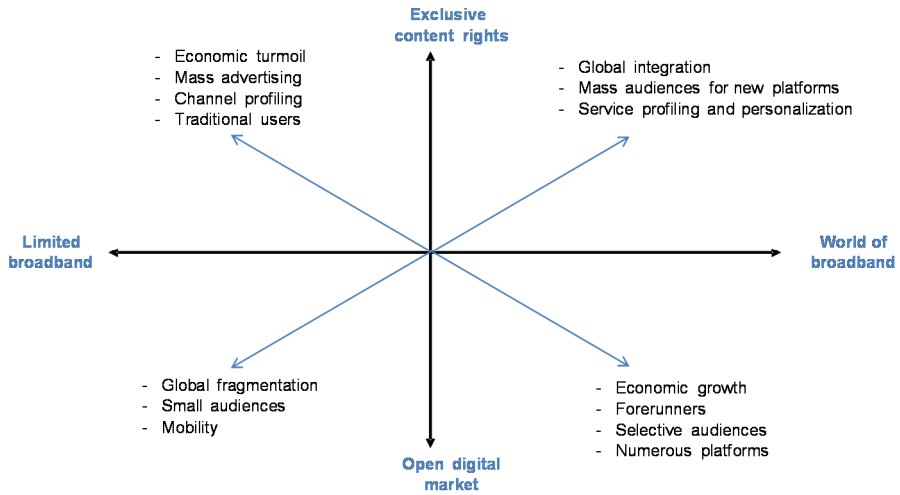 Exclusive
content rights
- Economic turmoil
- Mass advertising
- Channel profiling
- Traditional users
- Global integration
- Mass audiences for new platforms
- Service profiling and personalization
Limited
broadband
World of
broadband
- Global fragmentation
- Small audiences
- Mobility
- Economic growth
- Forerunners
- Selective audiences
- Numerous platforms
Open digital
market